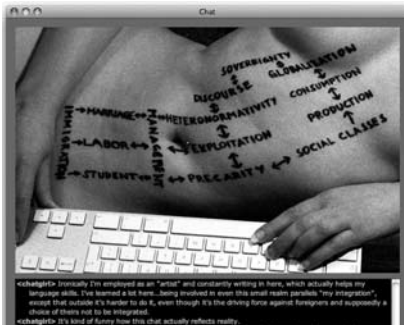 Chat
SOVEREIGNTY GLOBALISATION
DISCOURSE CONSUMPTION
IMMIGRATION → MARRIAGE ↔ MANAGEMENT → HETERONORMATIVITY PRODUCTION
→ LABOR ↔ EXPLOITATION SOCIAL CLASSES
→ STUDENT ↔ PRECARITY
<chatgirl> Ironically I'm employed as an "artist" and constantly writing in here, which actually helps my
language skills. I've learned a lot here...being involved in even this small realm parallels "my integration",
except that outside it's harder to do it, even though it's the driving force against foreigners and supposedly a
choice of theirs not to be integrated.
<chatgirl> It's kind of funny how this chat actually reflects reality.